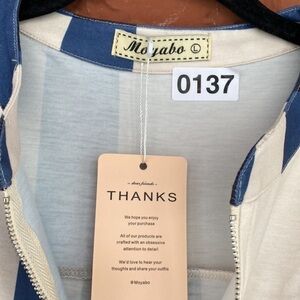 Moyabo L
0137
— dear friends —
THANKS
We hope you enjoy
your purchase
All of our products are
crafted with an obsessive
attention to detail
We'd love to hear your
thoughts and share your outfits
@Moyabo